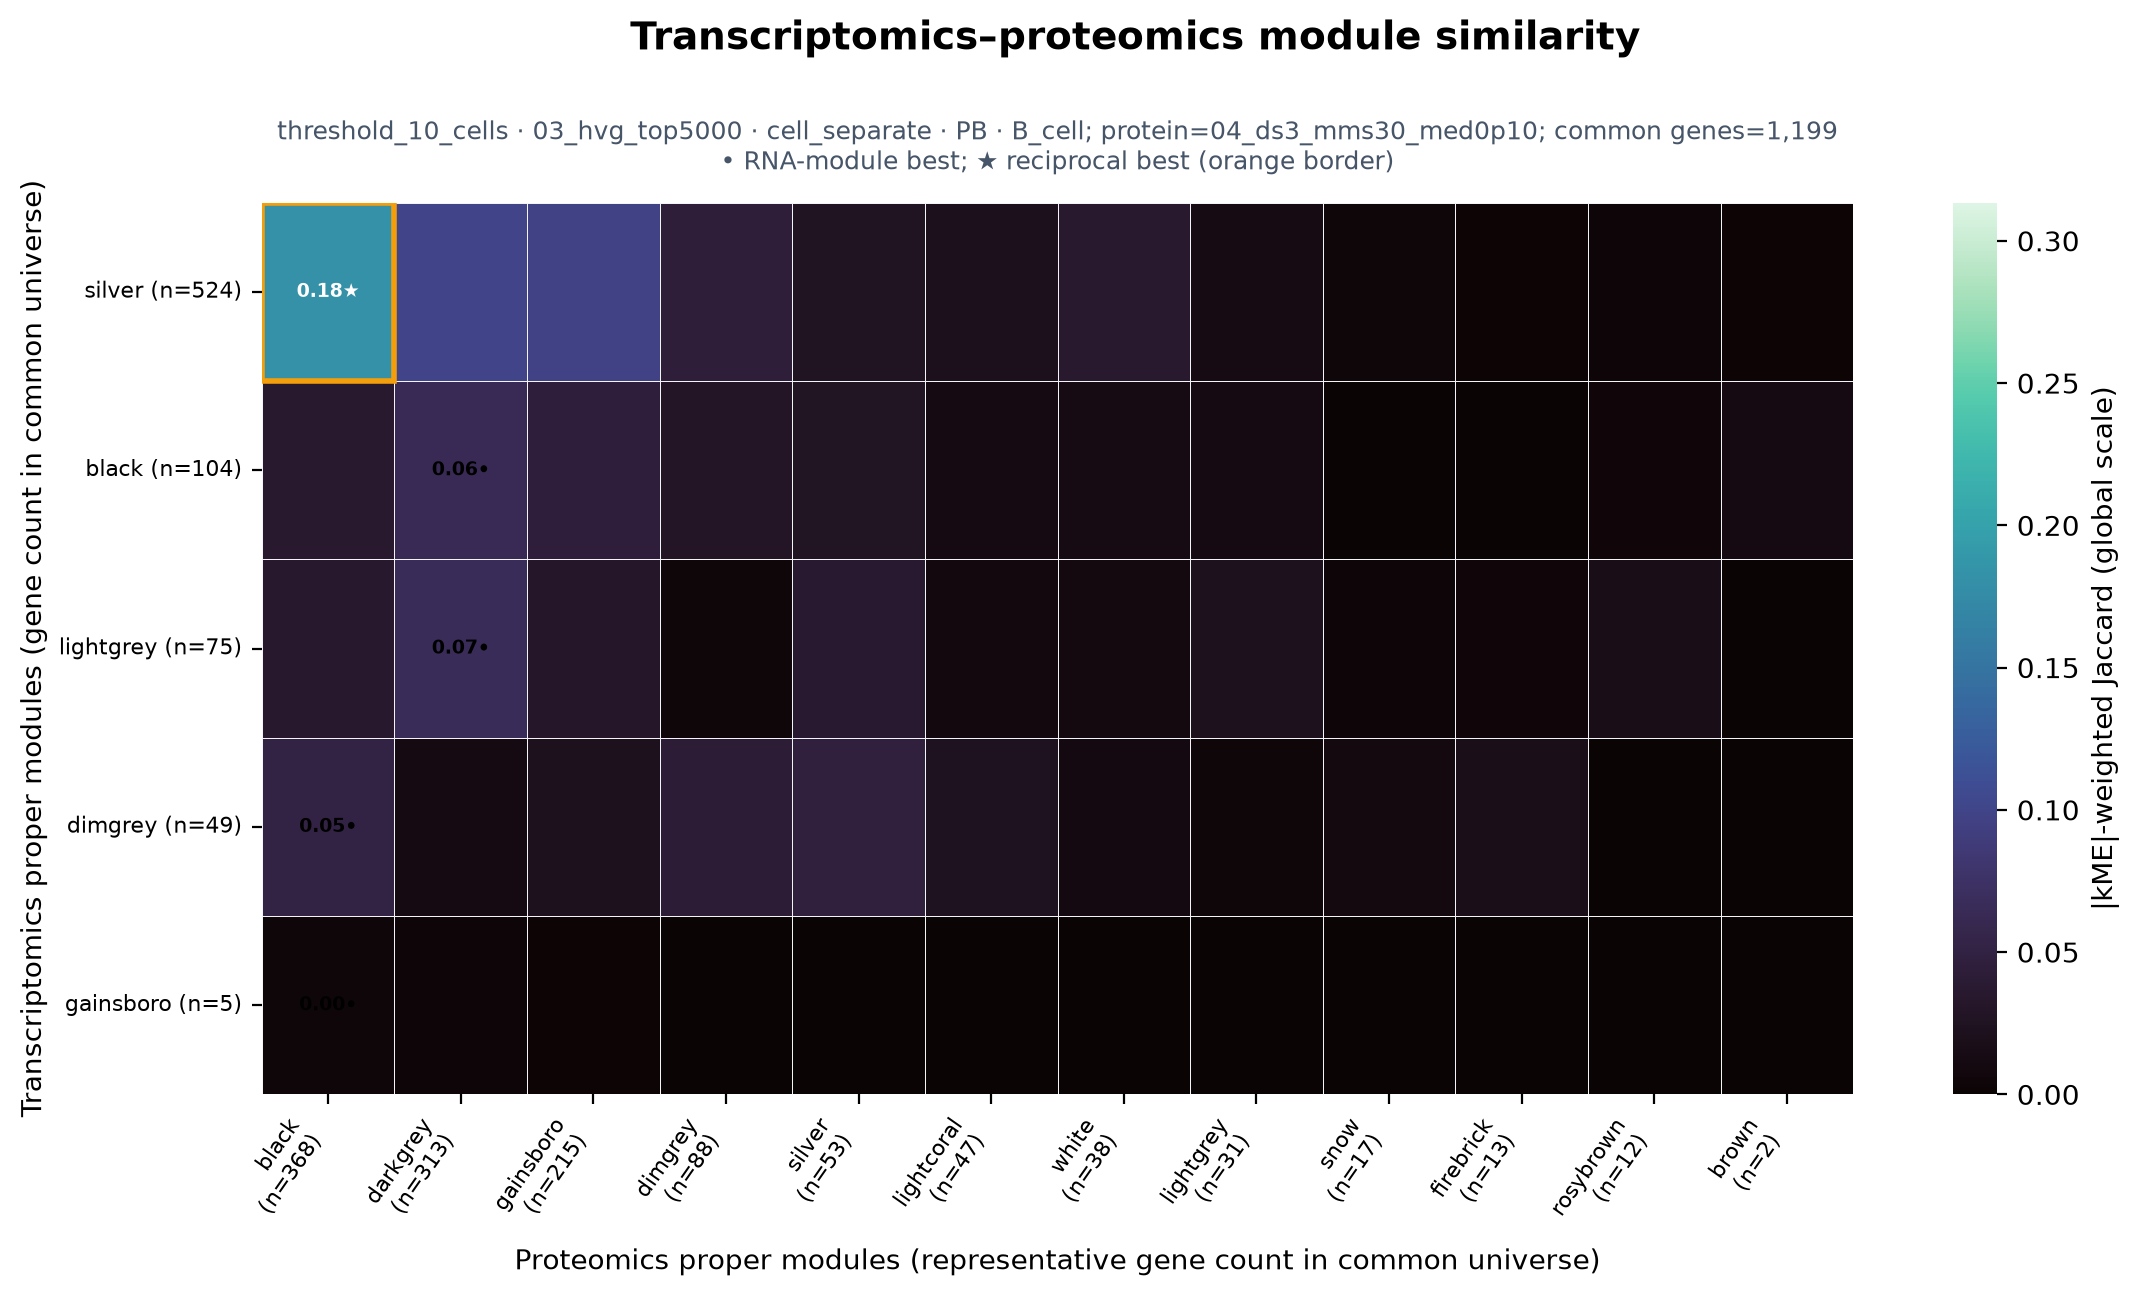 Transcriptomics–proteomics module similarity
threshold_10_cells · 03_hvg_top5000 · cell_separate · PB · B_cell; protein=04_ds3_mms30_med0p10; common genes=1,199
• RNA-module best; ★ reciprocal best (orange border)
Transcriptomics proper modules (gene count in common universe)
silver (n=524)
black (n=104)
lightgrey (n=75)
dimgrey (n=49)
gainsboro (n=5)
0.18★
0.06•
0.07•
0.05•
0.00•
black
(n=368)
darkgrey
(n=313)
gainsboro
(n=215)
dimgrey
(n=88)
silver
(n=53)
lightcoral
(n=47)
white
(n=38)
lightgrey
(n=31)
snow
(n=17)
firebrick
(n=13)
rosybrown
(n=12)
brown
(n=2)
Proteomics proper modules (representative gene count in common universe)
0.30
0.25
0.20
0.15
0.10
0.05
0.00
|kME|-weighted Jaccard (global scale)